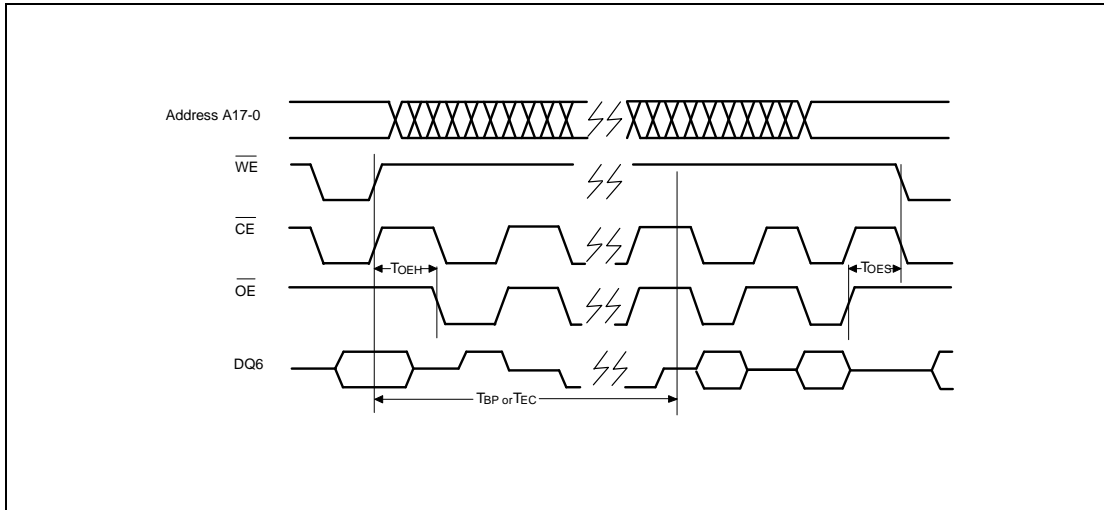 Address A17-0
WE
CE
TOEH
TOES
OE
DQ6
TBP or TEC